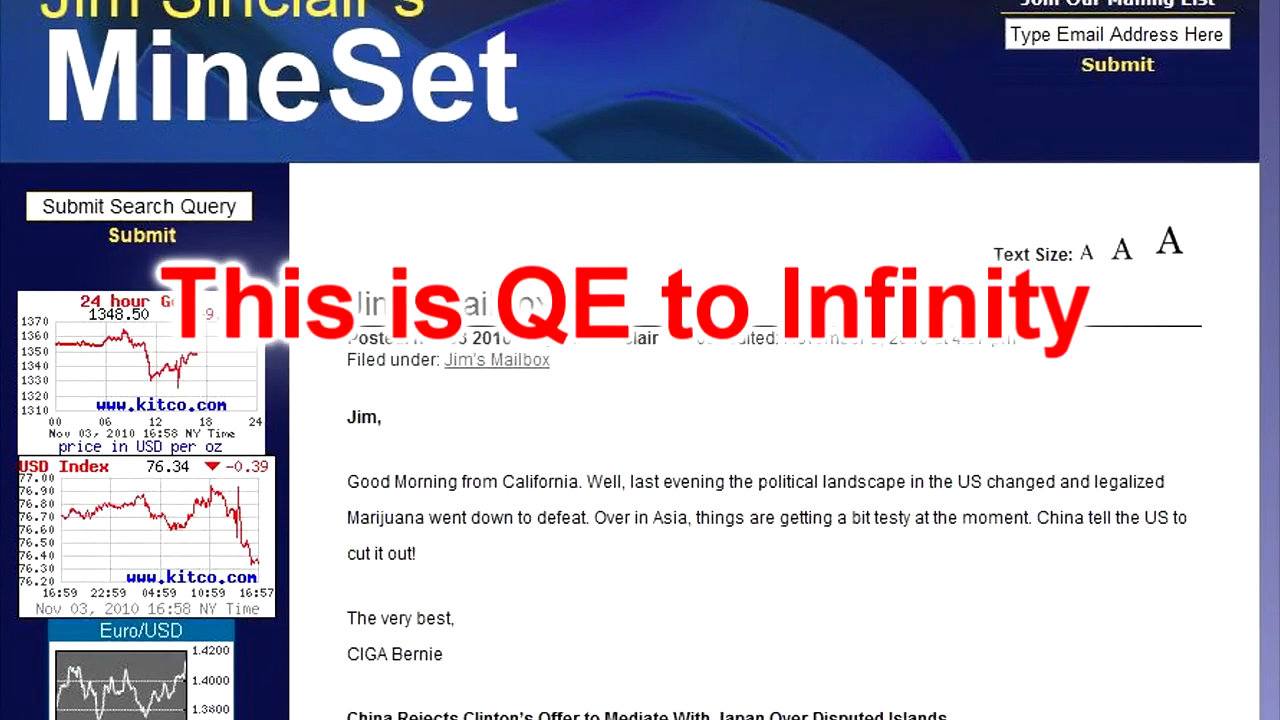 Jim Sinclair's
MineSet
Join Our Mailing List
Type Email Address Here
Submit
Submit Search Query
Submit
Text Size: A A A
This is QE to Infinity
24 hour
1348.50
1370
1360
1350
1340
1330
1320
1310
www.kitco.com
00 06 12 18 24
Nov 03, 2010 16:58 NY Time
price in USD per oz
USD Index 76.34 -0.39
77.00
76.90
76.80
76.70
76.60
76.50
76.40
76.30
76.20
www.kitco.com
16:59 22:59 04:59 10:59 16:57
Nov 03, 2010 16:58 NY Time
Euro/USD
1.4200
1.4000
1.3800
Filed under: Jim's Mailbox
Jim,
Good Morning from California. Well, last evening the political landscape in the US changed and legalized
Marijuana went down to defeat. Over in Asia, things are getting a bit testy at the moment. China tell the US to
cut it out!
The very best,
CIGA Bernie
China Rejects Clinton's Offer to Mediate With Japan Over Disputed Islands